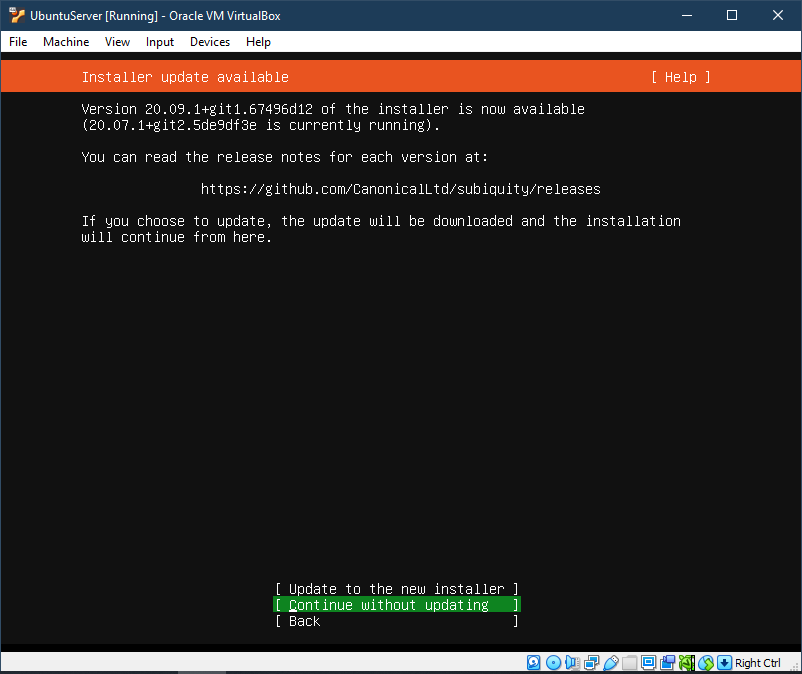 UbuntuServer [Running] - Oracle VM VirtualBox
File Machine View Input Devices Help
Installer update available [ Help ]
Version 20.09.1+git1.67496d12 of the installer is now available
(20.07.1+git2.5de9df3e is currently running).
You can read the release notes for each version at:
https://github.com/CanonicalLtd/subiquity/releases
If you choose to update, the update will be downloaded and the installation
will continue from here.
[ Update to the new installer ]
[ Continue without updating ]
[ Back ]
Right Ctrl